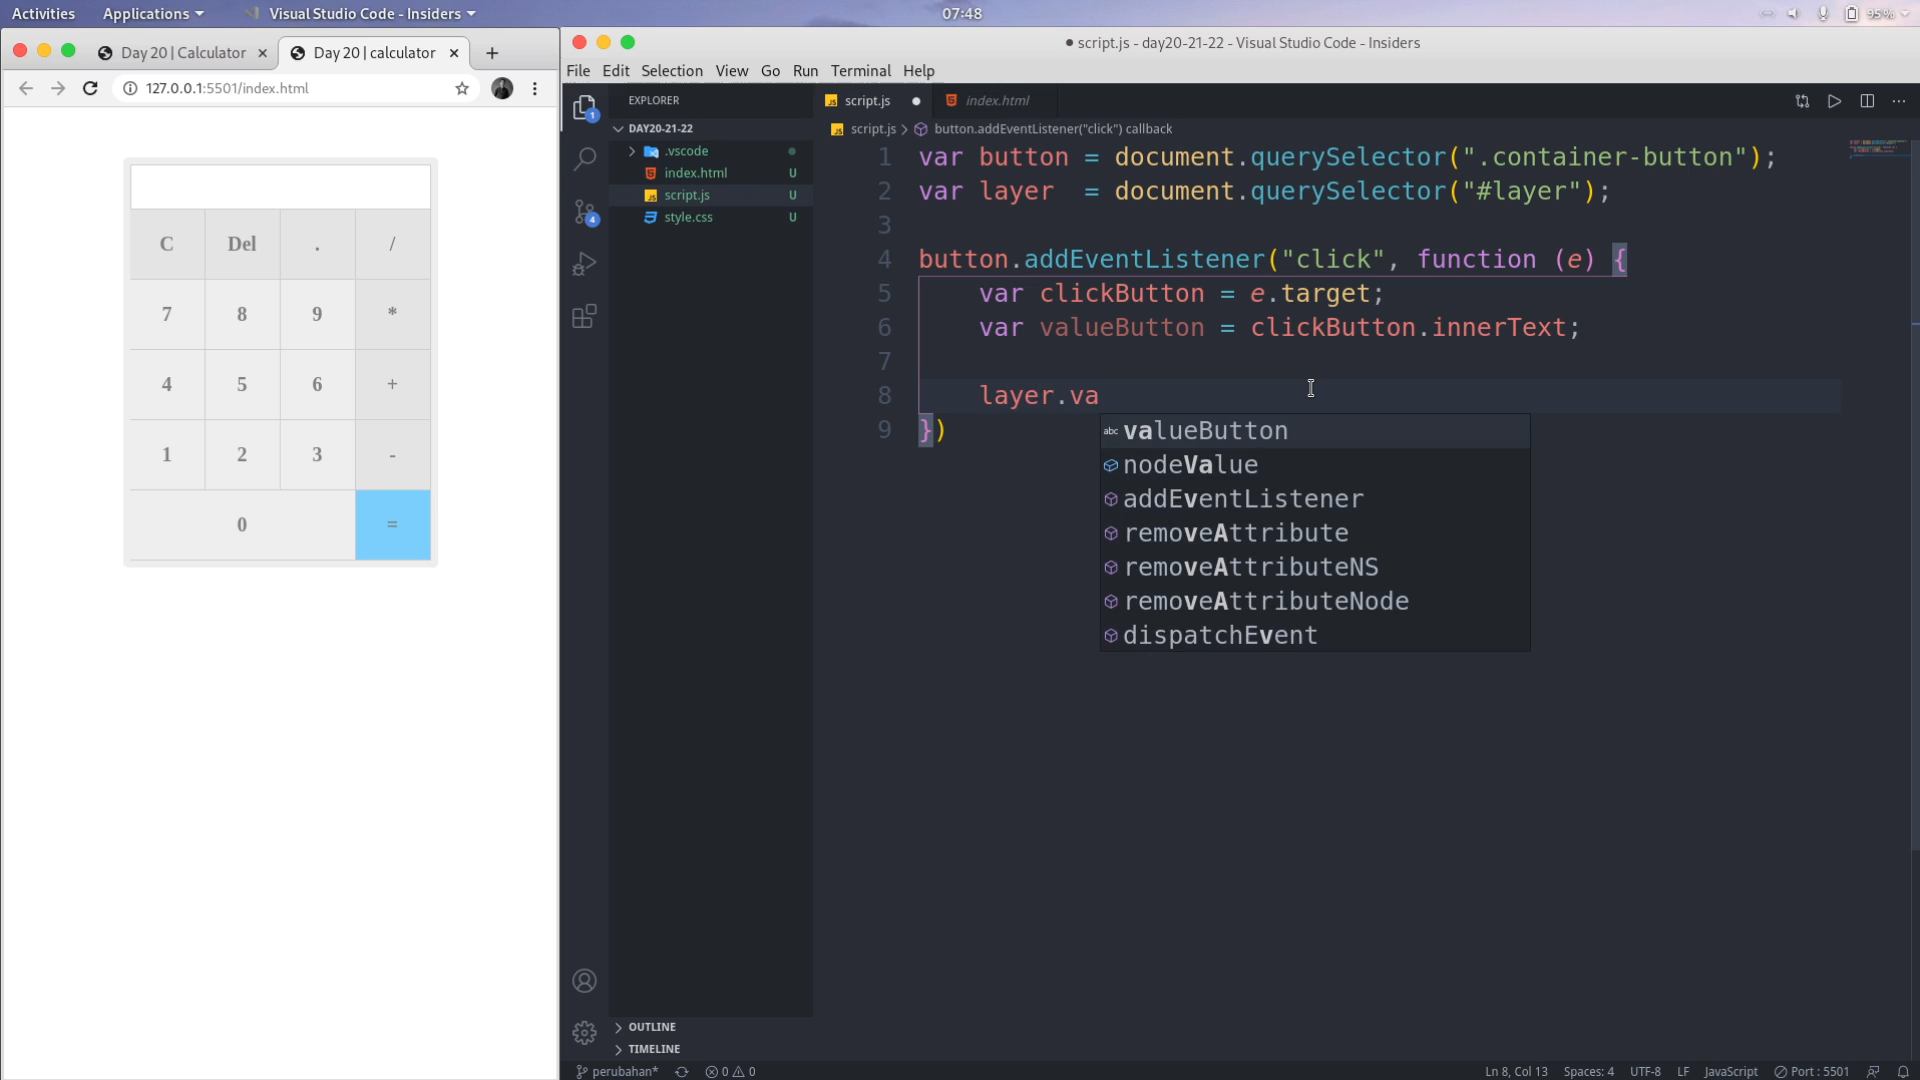 Activities Applications Visual Studio Code - Insiders 07:48 95%
Day 20 | Calculator Day 20 | calculator
127.0.0.1:5501/index.html
C Del . /
7 8 9 *
4 5 6 +
1 2 3 -
0 =
script.js - day20-21-22 - Visual Studio Code - Insiders
File Edit Selection View Go Run Terminal Help
EXPLORER
DAY20-21-22
.vscode
index.html U
script.js U
style.css U
1
4
OUTLINE
TIMELINE
JS script.js index.html
JS script.js > button.addEventListener("click") callback
1 var button = document.querySelector(".container-button");
2 var layer  = document.querySelector("#layer");
3
4 button.addEventListener("click", function (e) {
5     var clickButton = e.target;
6     var valueButton = clickButton.innerText;
7
8     layer.va
9 })
abc valueButton
nodeValue
addEventListener
removeAttribute
removeAttributeNS
removeAttributeNode
dispatchEvent
perubahan* 0 0 Ln 8, Col 13 Spaces: 4 UTF-8 LF JavaScript Port : 5501